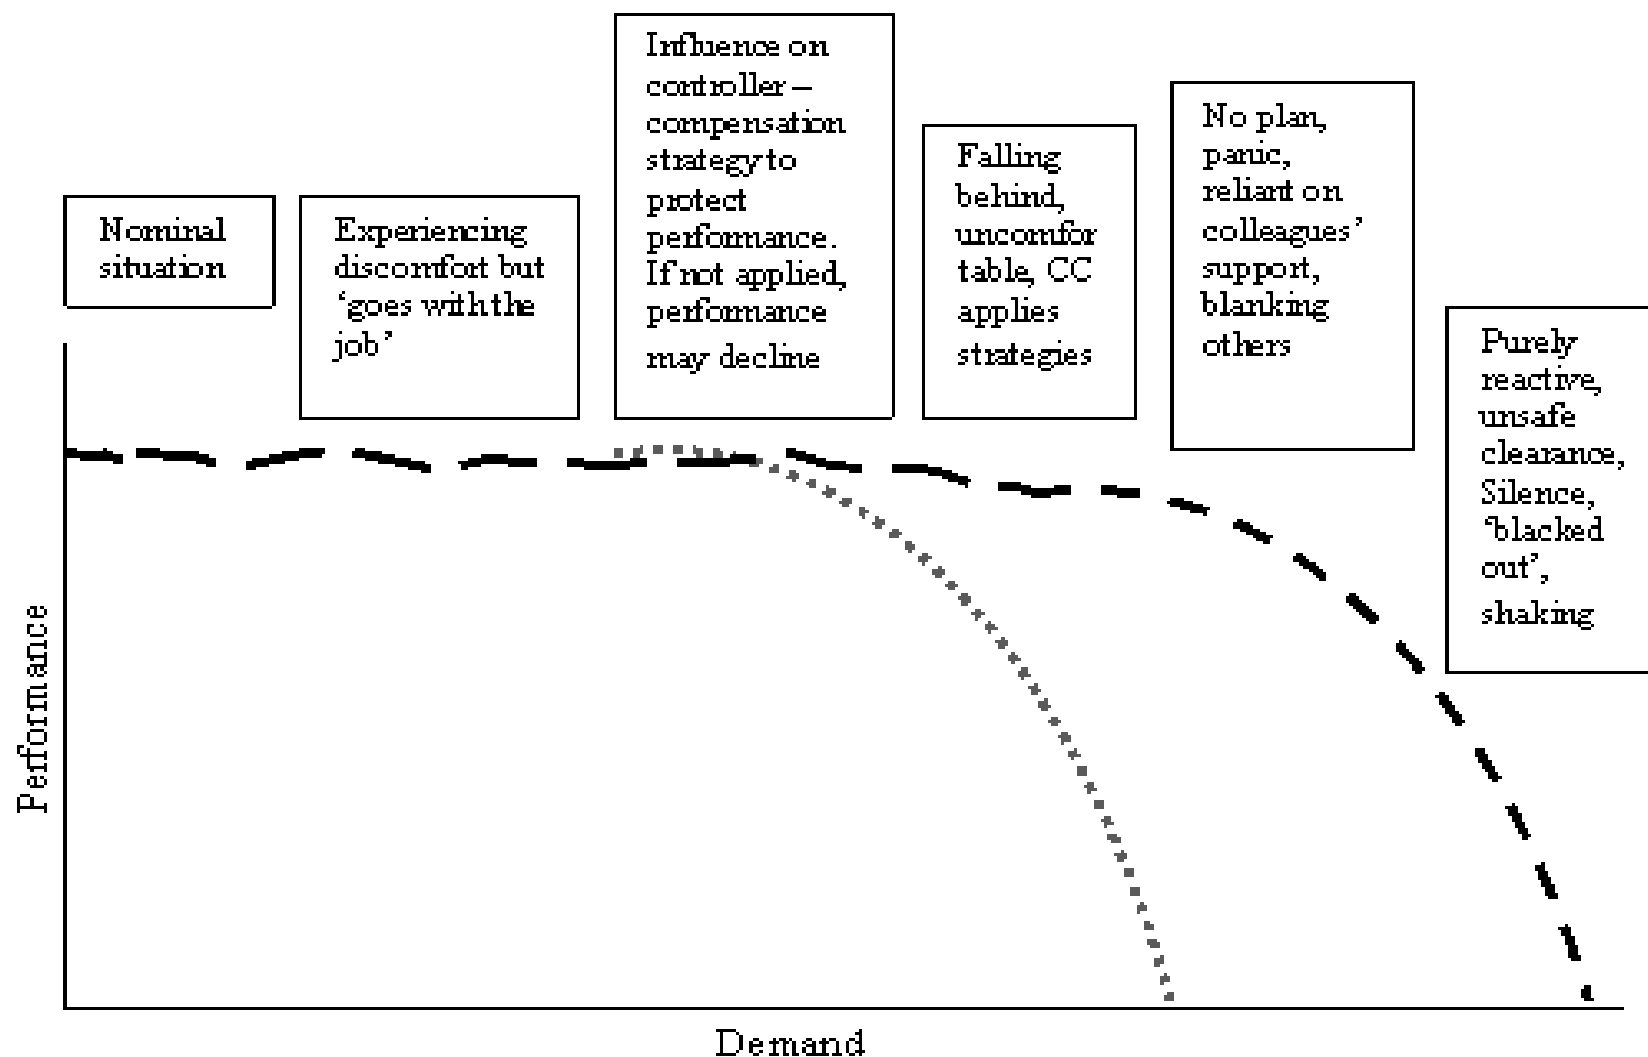 Nominal
situation
Experiencing
discomfort but
‘goes with the
job’
Influence on
controller –
compensation
strategy to
protect
performance.
If not applied,
performance
may decline
Falling
behind,
uncomfor
table, CC
applies
strategies
No plan,
panic,
reliant on
colleagues’
support,
blanking
others
Purely
reactive,
unsafe
clearance,
Silence,
‘blacked
out’,
shaking
Performance
Demand